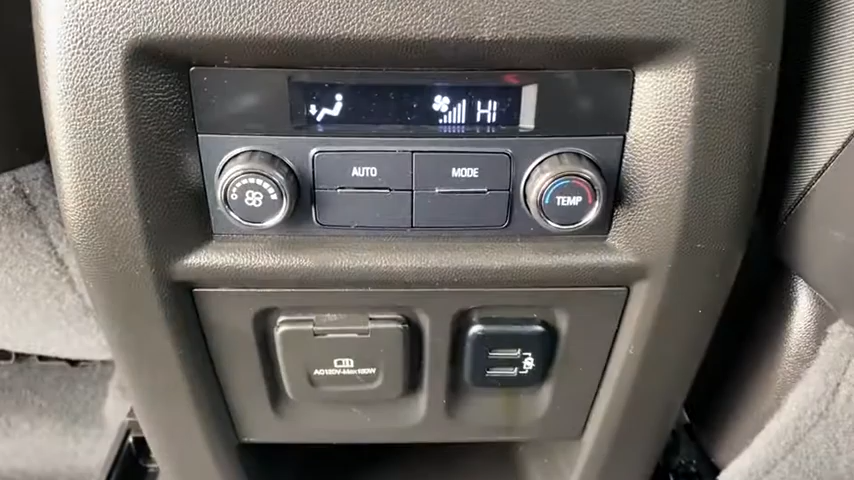 HI
AUTO
MODE
TEMP
AC120V-Max150W